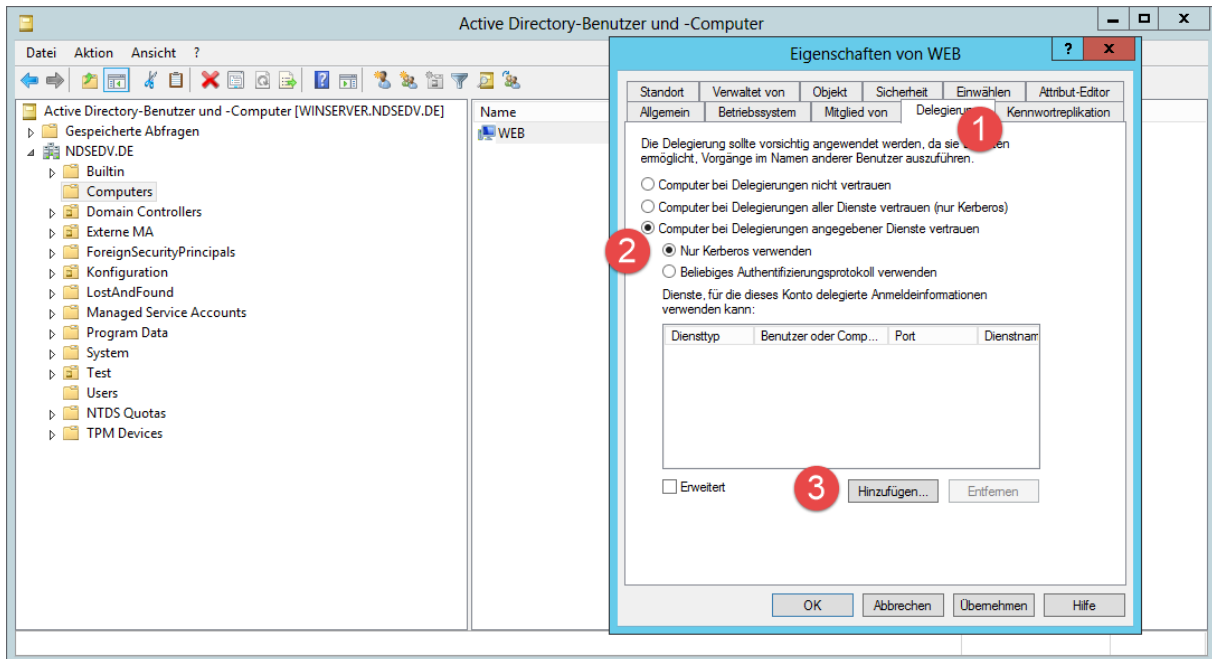 Active Directory-Benutzer und -Computer
Datei Aktion Ansicht ?
Active Directory-Benutzer und -Computer [WINSERVER.NDSEDV.DE]
Gespeicherte Abfragen
NDSEDV.DE
Builtin
Computers
Domain Controllers
Externe MA
ForeignSecurityPrincipals
Konfiguration
LostAndFound
Managed Service Accounts
Program Data
System
Test
Users
NTDS Quotas
TPM Devices
Name
WEB
Eigenschaften von WEB
? x
Standort Verwaltet von Objekt Sicherheit Einwählen Attribut-Editor
Allgemein Betriebssystem Mitglied von Kennwortreplikation
1
Die Delegierung sollte vorsichtig angewendet werden, da sie
ermöglicht, Vorgänge im Namen anderer Benutzer auszuführen.
Computer bei Delegierungen nicht vertrauen
Computer bei Delegierungen aller Dienste vertrauen (nur Kerberos)
Computer bei Delegierungen angegebener Dienste vertrauen
2
Nur Kerberos verwenden
Beliebiges Authentifizierungsprotokoll verwenden
Dienste, für die dieses Konto delegierte Anmeldeinformationen
verwenden kann:
Diensttyp Benutzer oder Comp... Port Dienstnam
Erweitert
3
Hinzufügen... Entfernen
OK Abbrechen Übernehmen Hilfe